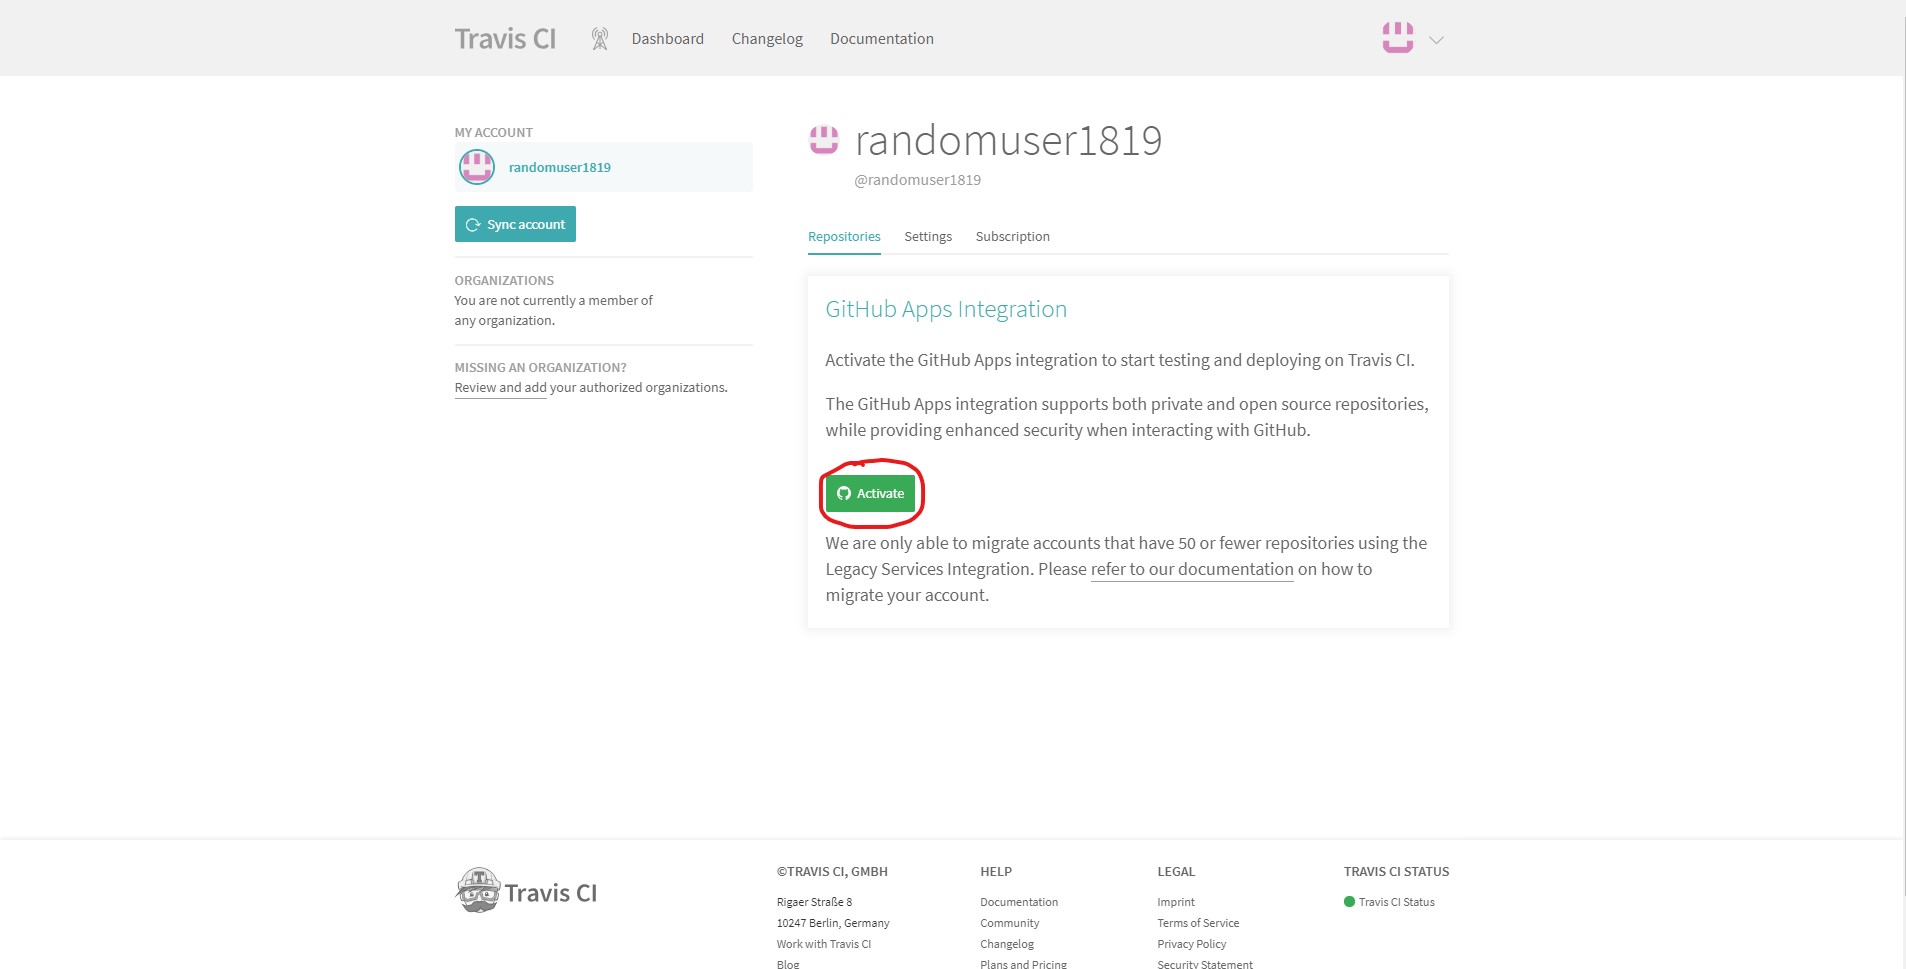 Travis CI
Dashboard
Changelog
Documentation
MY ACCOUNT
randomuser1819
Sync account
ORGANIZATIONS
You are not currently a member of
any organization.
MISSING AN ORGANIZATION?
Review and add your authorized organizations.
randomuser1819
@randomuser1819
Repositories
Settings
Subscription
GitHub Apps Integration
Activate the GitHub Apps integration to start testing and deploying on Travis CI.
The GitHub Apps integration supports both private and open source repositories,
while providing enhanced security when interacting with GitHub.
Activate
We are only able to migrate accounts that have 50 or fewer repositories using the
Legacy Services Integration. Please refer to our documentation on how to
migrate your account.
Travis CI
©TRAVIS CI, GMBH
Rigaer Straße 8
10247 Berlin, Germany
Work with Travis CI
Blog
HELP
Documentation
Community
Changelog
Plans and Pricing
LEGAL
Imprint
Terms of Service
Privacy Policy
Security Statement
TRAVIS CI STATUS
Travis CI Status